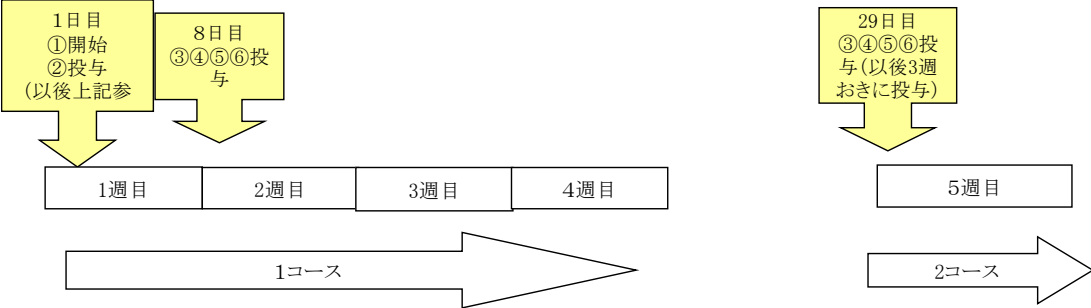 1日目
①開始
②投与
(以後上記参
8日目
③④⑤⑥投
与
29日目
③④⑤⑥投
与(以後3週
おきに投与)
1週目
2週目
3週目
4週目
5週目
1コース
2コース